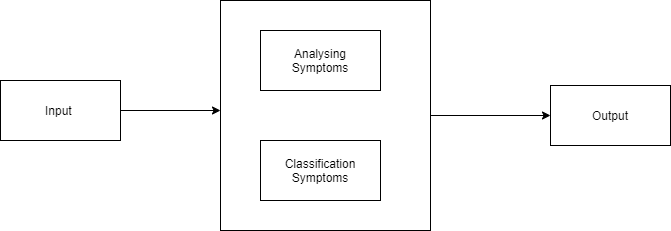 Analysing
Symptoms
Input
Output
Classification
Symptoms